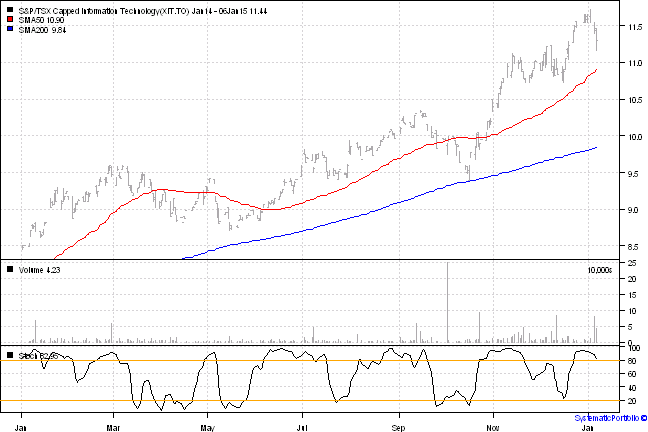 S&P/TSX Capped Information Technology(XIT.TO) Jan14 - 06Jan15 11.44
SMA50 10.90
SMA200 9.84
11.5
11.0
10.5
10.0
9.5
9.0
8.5
Volume 4.23
10,000s
25
20
15
10
5
0
100
80
60
40
20
Jan Mar May Jul Sep Nov Jan
SystematicPortfolio ©